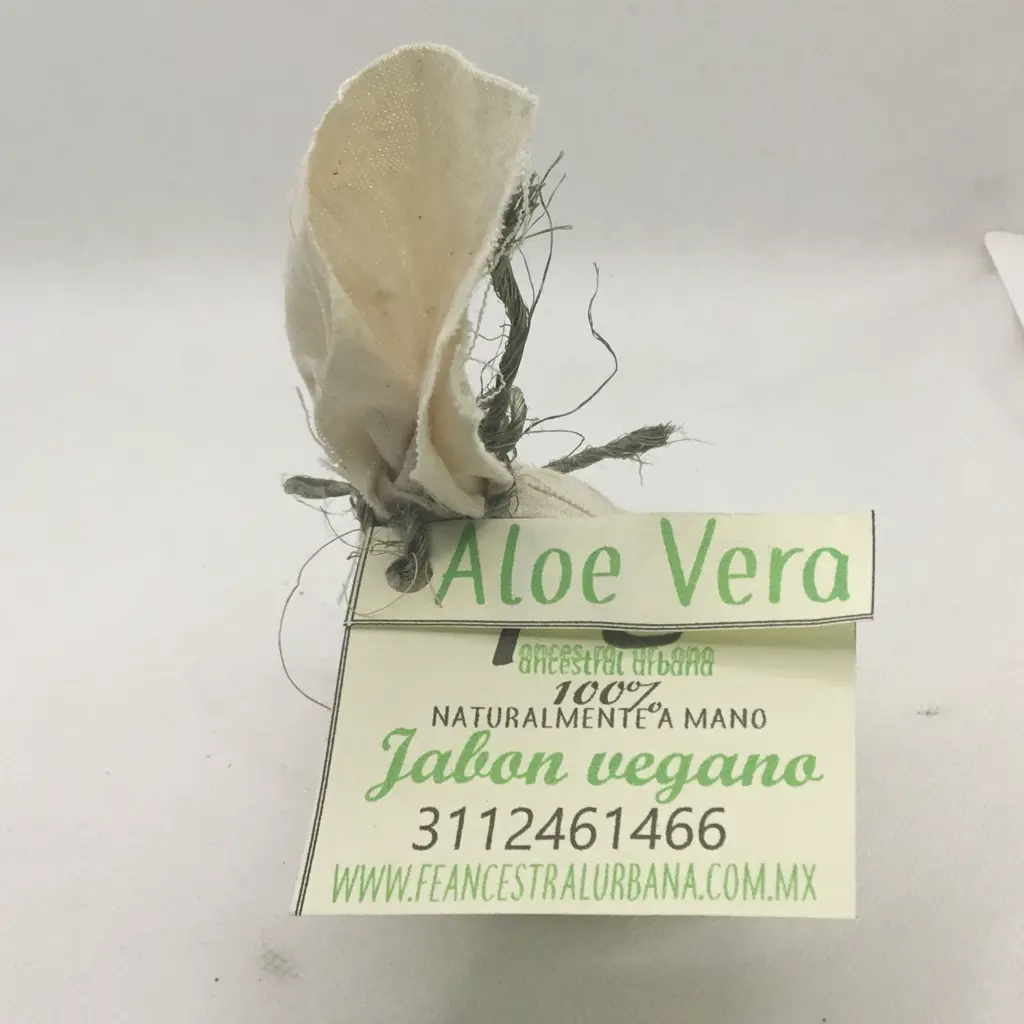 Aloe Vera
ancestral urbana
100%
NATURALMENTE A MANO
Jabon vegano
3112461466
WWW.FEANCESTRALURBANA.COM.MX